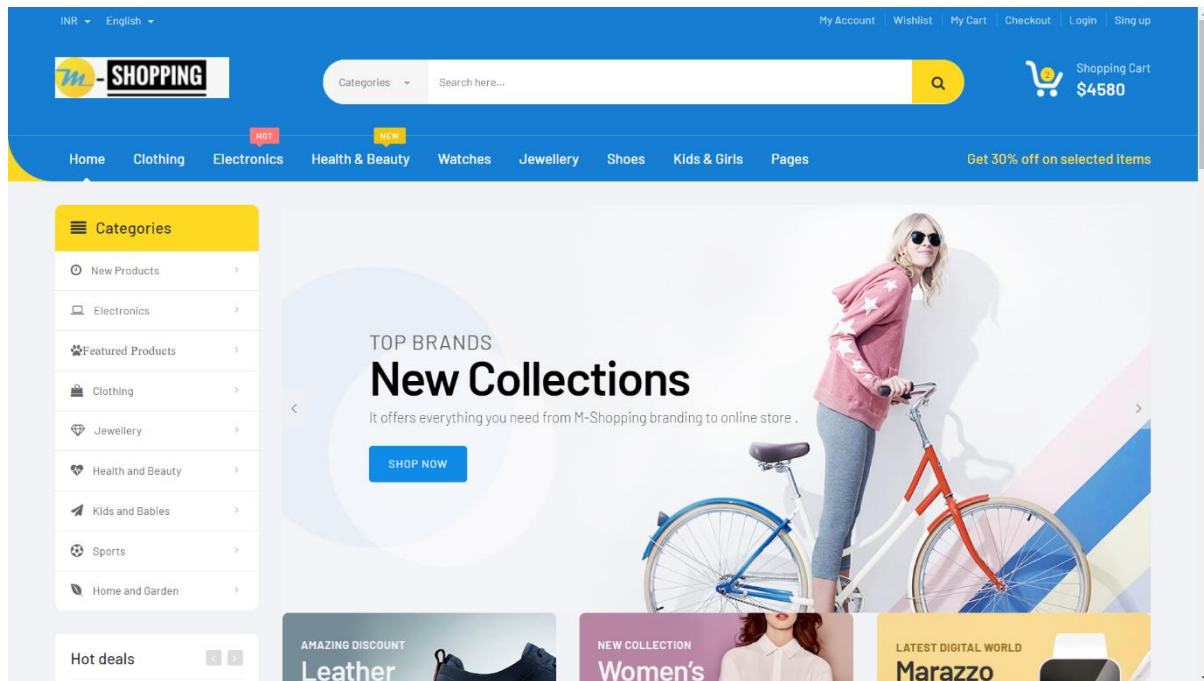 INR English
My Account Wishlist My Cart Checkout Login Sing up
m - SHOPPING
Categories
Search here...
2
Shopping Cart
$4580
HOT
NEW
Home Clothing Electronics Health & Beauty Watches Jewellery Shoes Kids & Girls Pages
Get 30% off on selected items
Categories
New Products
Electronics
Featured Products
Clothing
Jewellery
Health and Beauty
Kids and Babies
Sports
Home and Garden
Hot deals
TOP BRANDS
New Collections
It offers everything you need from M-Shopping branding to online store .
SHOP NOW
AMAZING DISCOUNT
Leather
NEW COLLECTION
Women's
LATEST DIGITAL WORLD
Marazzo